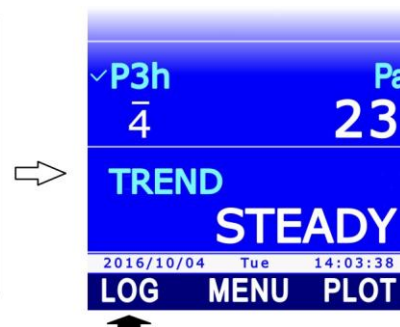 ✓P3h Pa
4̅ 23
TREND
STEADY
2016/10/04 Tue 14:03:38
LOG MENU PLOT